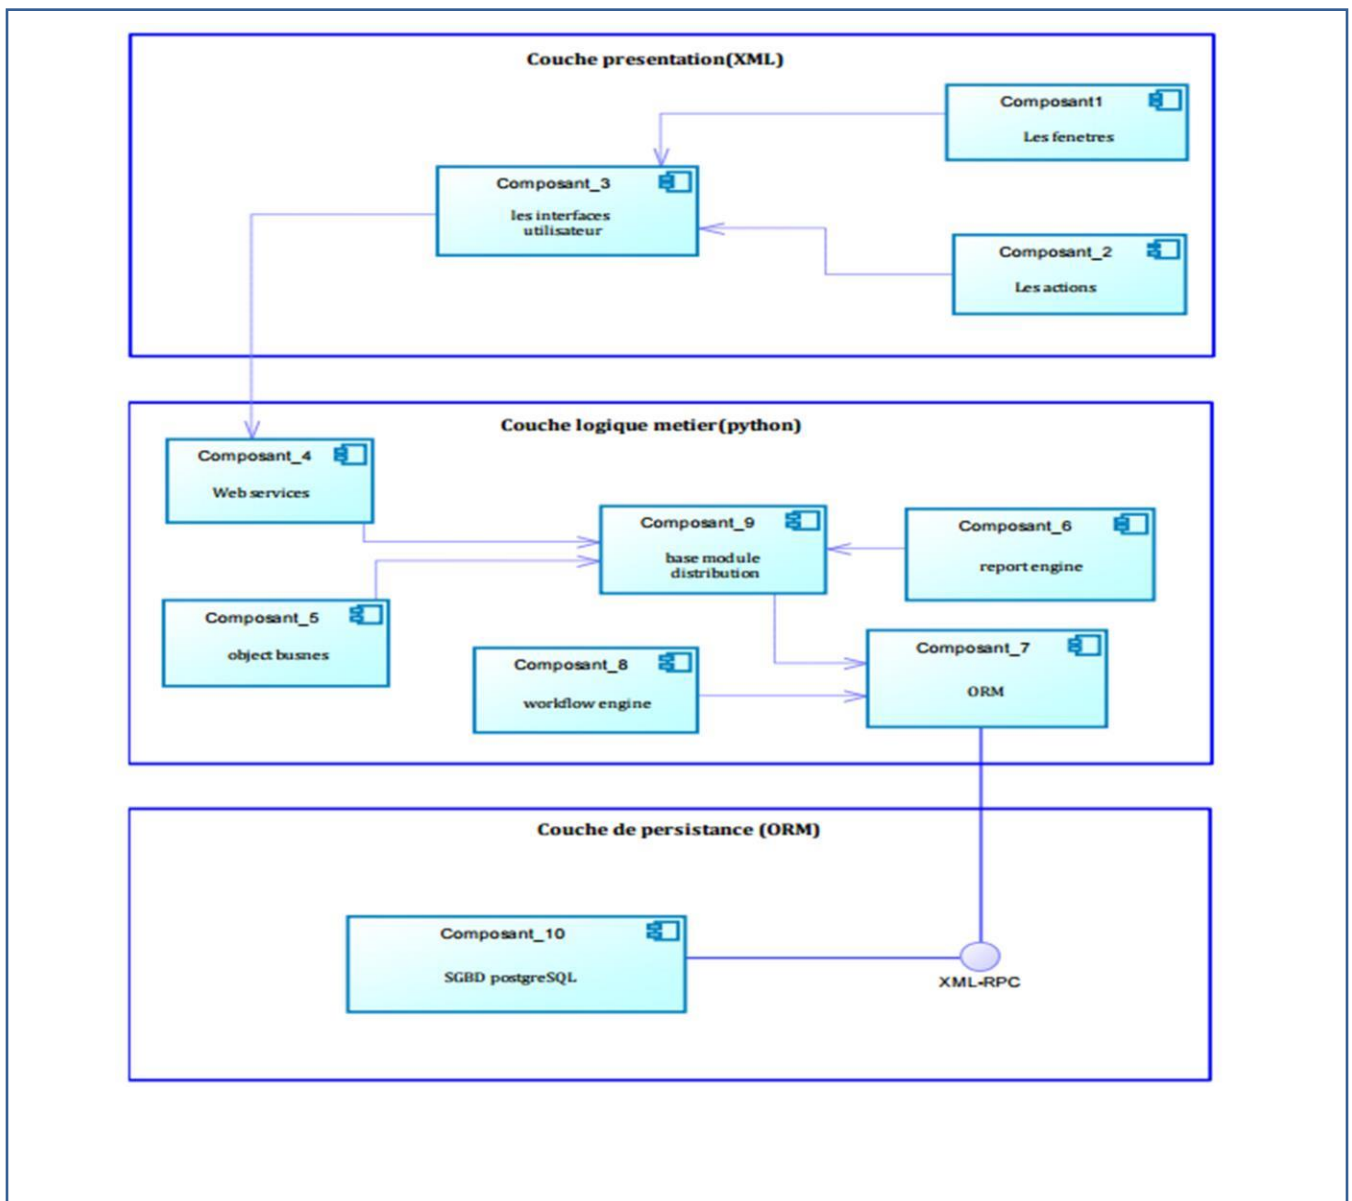 Couche presentation(XML)
Composant1
Les fenetres
Composant_3
les interfaces
utilisateur
Composant_2
Les actions
Couche logique metier(python)
Composant_4
Web services
Composant_9
base module
distribution
Composant_6
report engine
Composant_5
object busnes
Composant_8
workflow engine
Composant_7
ORM
Couche de persistance (ORM)
Composant_10
SGBD postgreSQL
XML-RPC